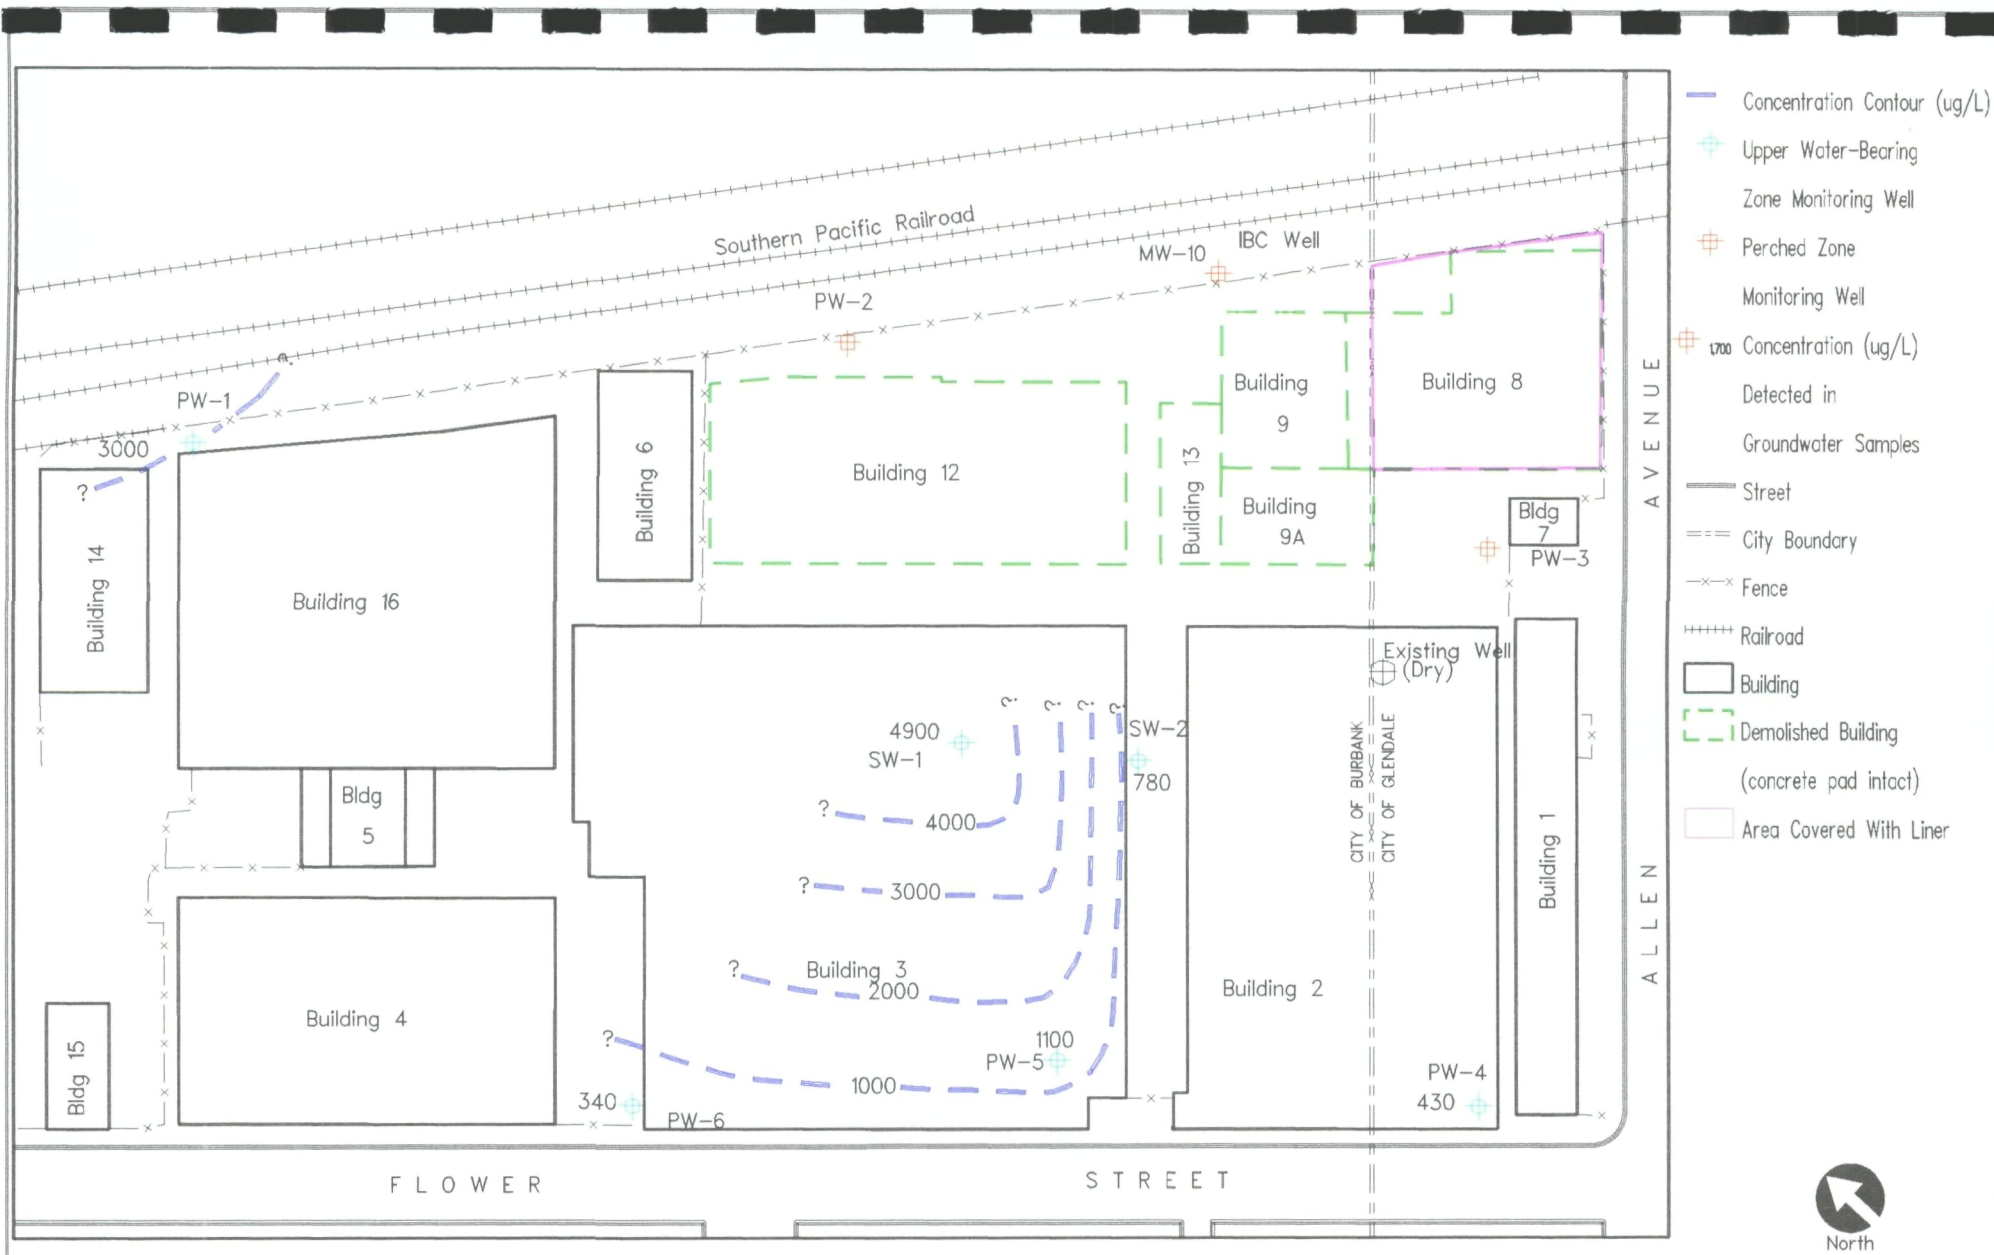 Concentration Contour (ug/L)
Upper Water-Bearing
Zone Monitoring Well
Perched Zone
Monitoring Well
1,700 Concentration (ug/L)
Detected in
Groundwater Samples
Street
City Boundary
Fence
Railroad
Building
Demolished Building
(concrete pad intact)
Area Covered With Liner
North
Southern Pacific Railroad
MW-10
IBC Well
PW-2
PW-1
3000
?
?
Building 14
Building 16
Building 6
Building 12
Building 13
Building
9
Building
9A
Building 8
Bldg
7
PW-3
AVENUE
ALLEN
Existing Well
(Dry)
CITY OF BURBANK
CITY OF GLENDALE
Building 1
Building 2
PW-4
430
SW-2
780
4900
SW-1
?
?
?
?
?
4000
?
3000
?
Building 3
2000
?
1000
1100
PW-5
340
PW-6
Bldg
5
Building 4
Bldg 15
FLOWER
STREET